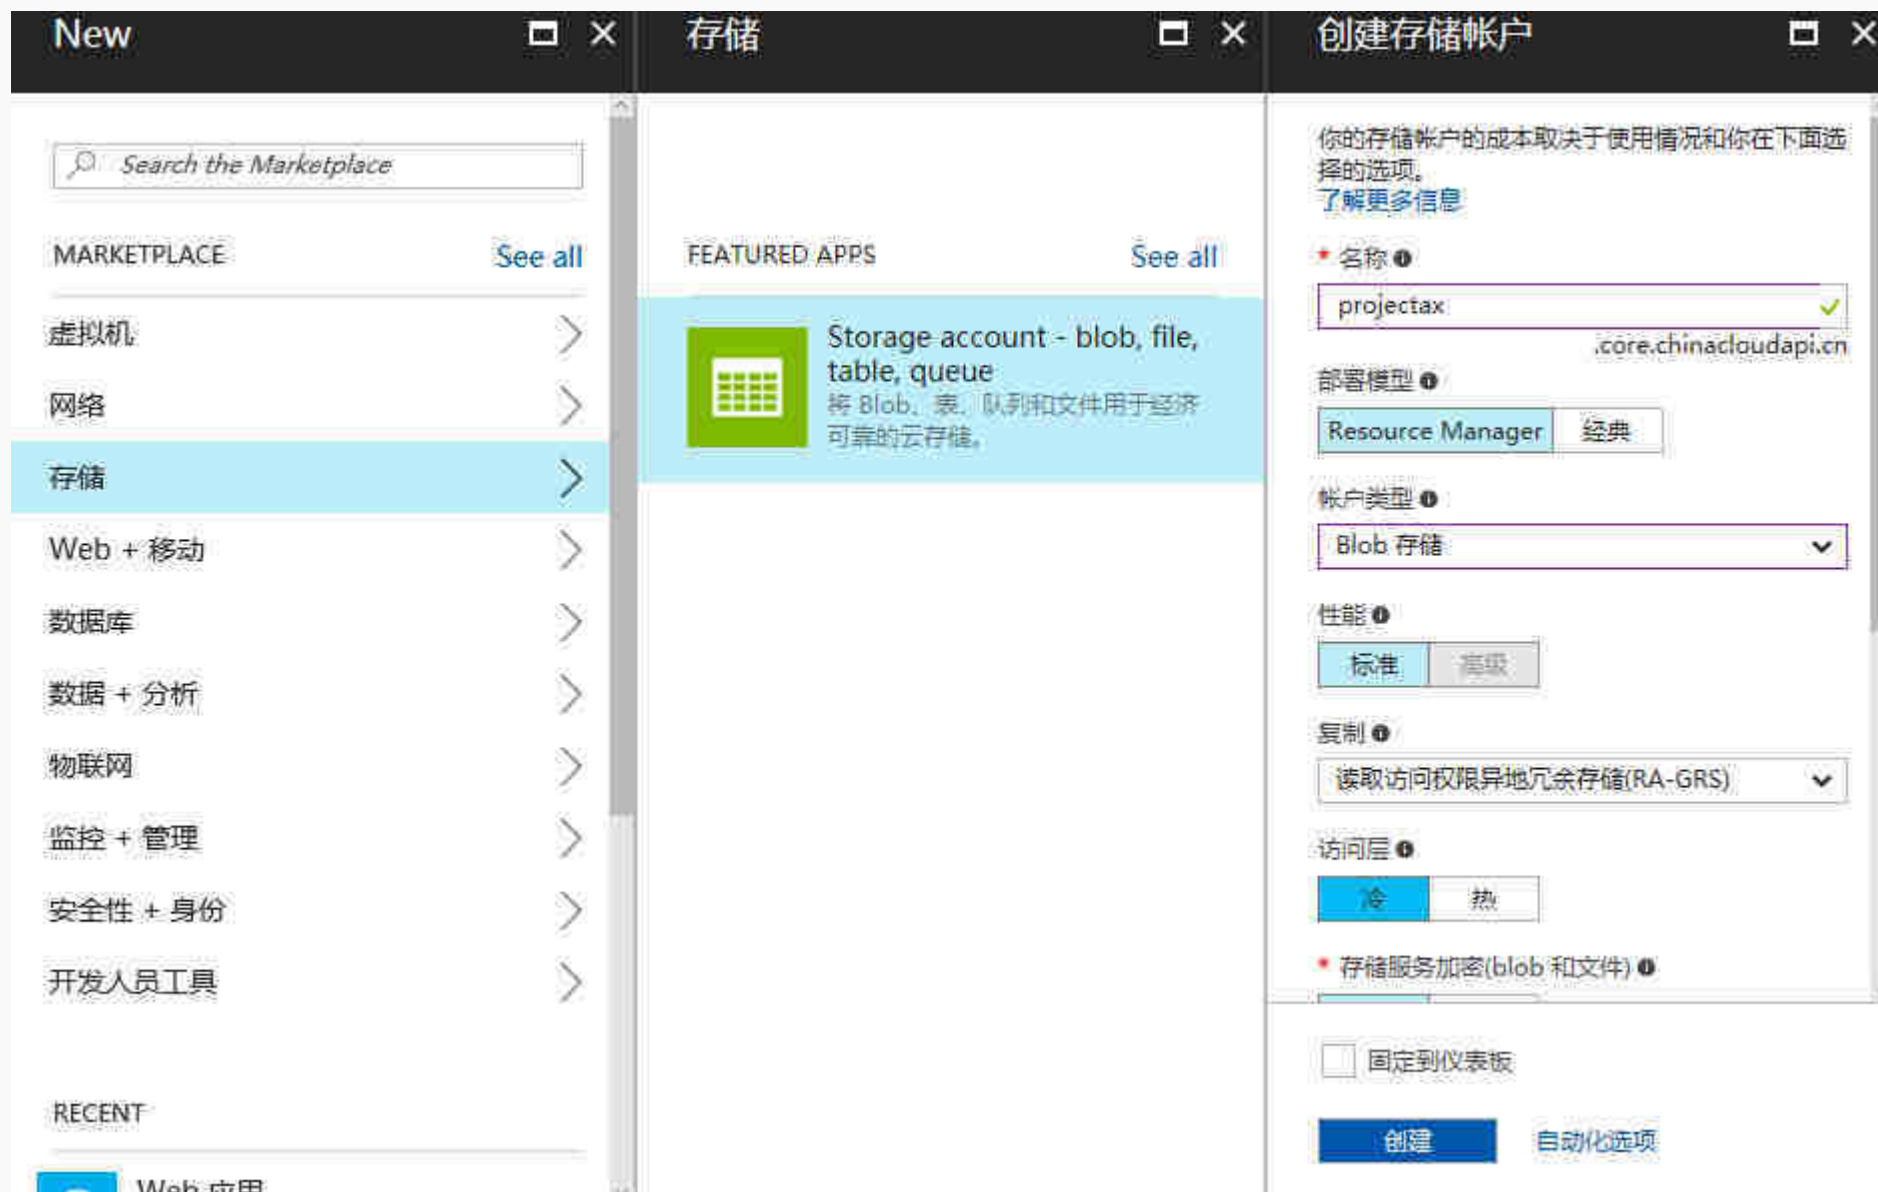 New
Search the Marketplace
MARKETPLACE
See all
虚拟机
网络
存储
Web + 移动
数据库
数据 + 分析
物联网
监控 + 管理
安全性 + 身份
开发人员工具
RECENT
Web 应用
存储
FEATURED APPS
See all
Storage account - blob, file,
table, queue
将 Blob、表、队列和文件用于经济
可靠的云存储。
创建存储帐户
你的存储帐户的成本取决于使用情况和你在下面选
择的选项。
了解更多信息
* 名称
projectax
.core.chinacloudapi.cn
部署模型
Resource Manager 经典
帐户类型
Blob 存储
性能
标准 高级
复制
读取访问权限异地冗余存储(RA-GRS)
访问层
冷 热
* 存储服务加密(blob 和文件)
固定到仪表板
创建 自动化选项